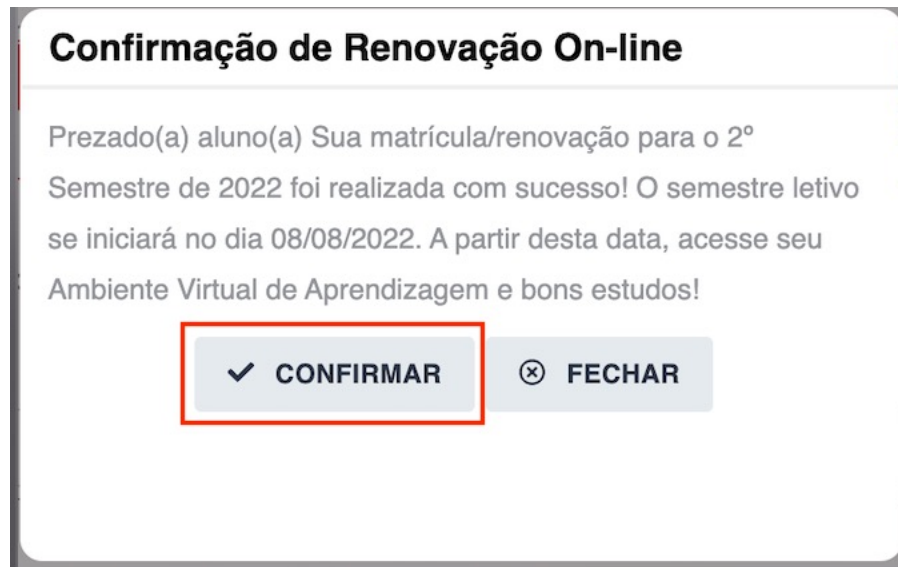 Confirmação de Renovação On-line
Prezado(a) aluno(a) Sua matrícula/renovação para o 2º
Semestre de 2022 foi realizada com sucesso! O semestre letivo
se iniciará no dia 08/08/2022. A partir desta data, acesse seu
Ambiente Virtual de Aprendizagem e bons estudos!
CONFIRMAR FECHAR